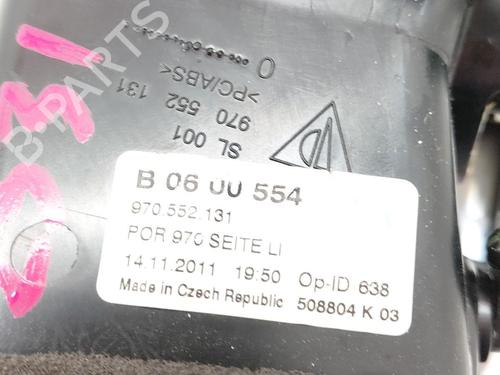 B-PARTS
>PC/ABS<
970 552 131
SL 001
B 06 00 554
970.552.131
POR 970 SEITE LI
14.11.2011 19:50 Op-ID 638
Made in Czech Republic 508804 K 03